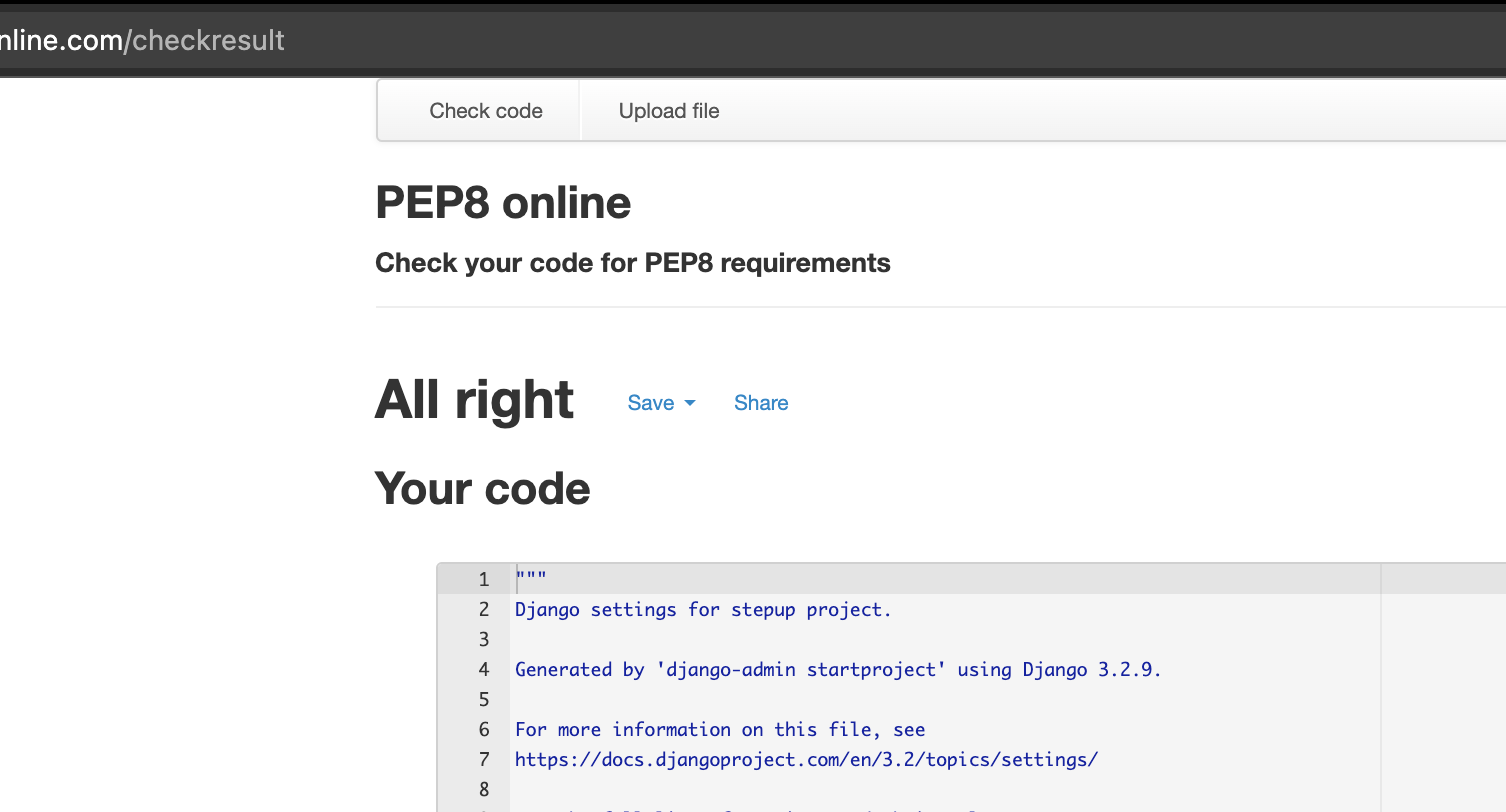 nline.com/checkresult
Check code Upload file
PEP8 online
Check your code for PEP8 requirements
All right Save Share
Your code
1 """
2 Django settings for stepup project.
3
4 Generated by 'django-admin startproject' using Django 3.2.9.
5
6 For more information on this file, see
7 https://docs.djangoproject.com/en/3.2/topics/settings/
8